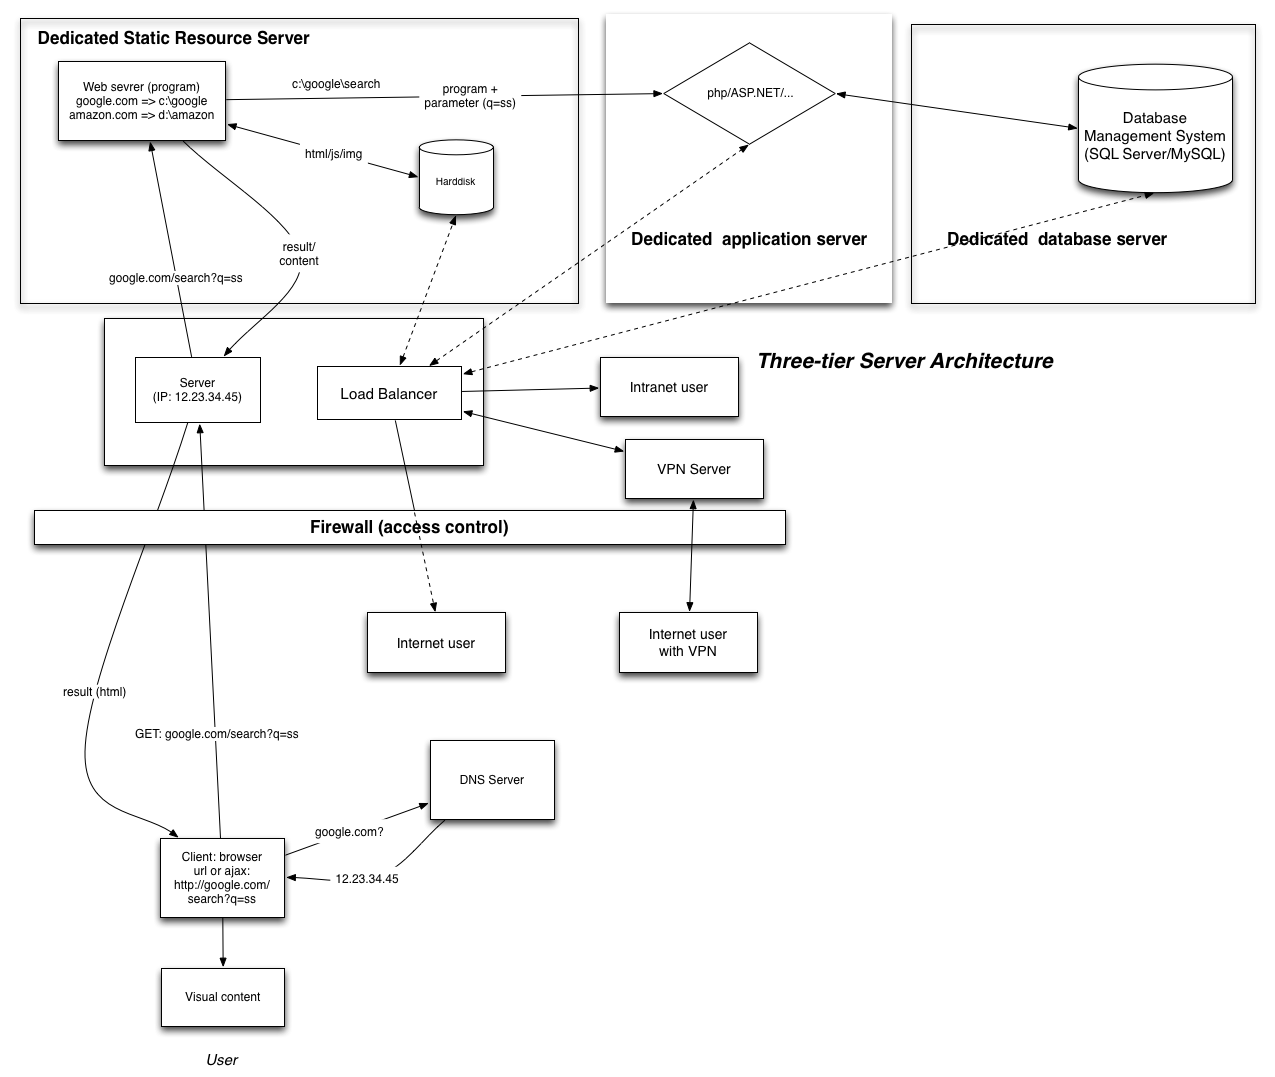 Dedicated Static Resource Server
Web sevrer (program)
google.com => c:\google
amazon.com => d:\amazon
c:\google\search
program +
parameter (q=ss)
php/ASP.NET/...
Database
Management System
(SQL Server/MySQL)
html/js/img
Harddisk
result/
content
google.com/search?q=ss
Dedicated  application server
Dedicated  database server
Three-tier Server Architecture
Server
(IP: 12.23.34.45)
Load Balancer
Intranet user
VPN Server
Firewall (access control)
Internet user
Internet user
with VPN
result (html)
GET: google.com/search?q=ss
DNS Server
google.com?
12.23.34.45
Client: browser
url or ajax:
http://google.com/
search?q=ss
Visual content
User